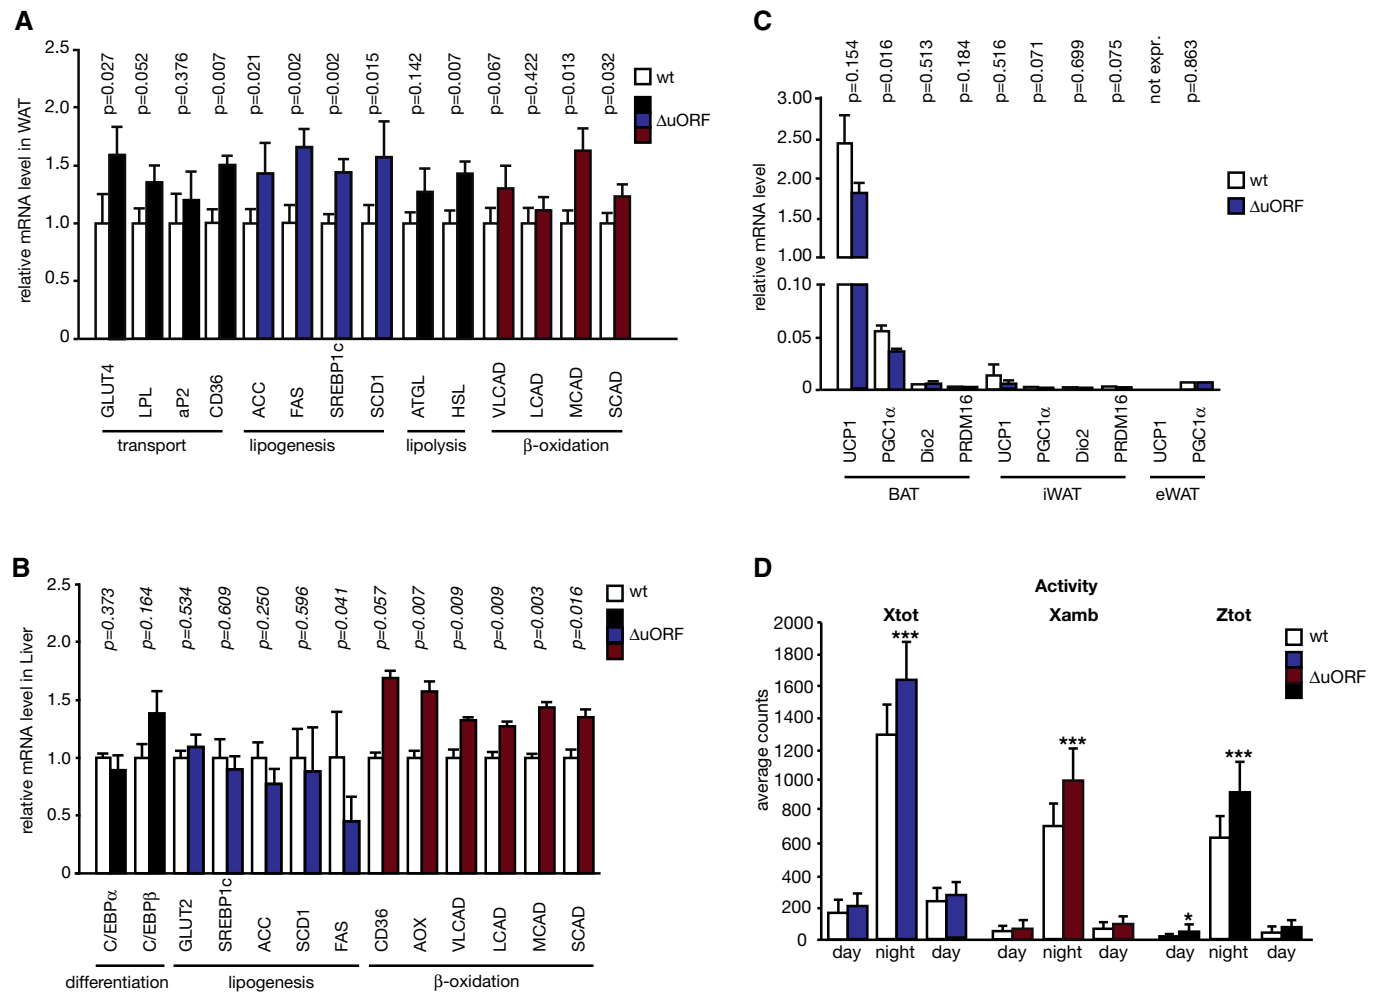 A
relative mRNA level in WAT
2.5
2.0
1.5
1.0
0.5
0
p=0.027
p=0.052
p=0.376
p=0.007
p=0.021
p=0.002
p=0.002
p=0.015
p=0.142
p=0.007
p=0.067
p=0.422
p=0.013
p=0.032
wt
ΔuORF
GLUT4
LPL
aP2
CD36
ACC
FAS
SREBP1c
SCD1
ATGL
HSL
VLCAD
LCAD
MCAD
SCAD
transport
lipogenesis
lipolysis
β-oxidation
B
relative mRNA level in Liver
2.5
2.0
1.5
1.0
0.5
0
p=0.373
p=0.164
p=0.534
p=0.609
p=0.250
p=0.596
p=0.041
p=0.057
p=0.007
p=0.009
p=0.009
p=0.003
p=0.016
wt
ΔuORF
C/EBPα
C/EBPβ
GLUT2
SREBP1c
ACC
SCD1
FAS
CD36
AOX
VLCAD
LCAD
MCAD
SCAD
differentiation
lipogenesis
β-oxidation
C
relative mRNA level
3.00
2.50
2.00
1.50
1.00
0.10
0.05
0
p=0.154
p=0.016
p=0.513
p=0.184
p=0.516
p=0.071
p=0.699
p=0.075
not expr.
p=0.863
wt
ΔuORF
UCP1
PGC1α
Dio2
PRDM16
UCP1
PGC1α
Dio2
PRDM16
UCP1
PGC1α
BAT
iWAT
eWAT
D
Activity
Xtot
Xamb
Ztot
average counts
2000
1800
1600
1400
1200
1000
800
600
400
200
0
***
***
*
***
wt
ΔuORF
day
night
day
day
night
day
day
night
day